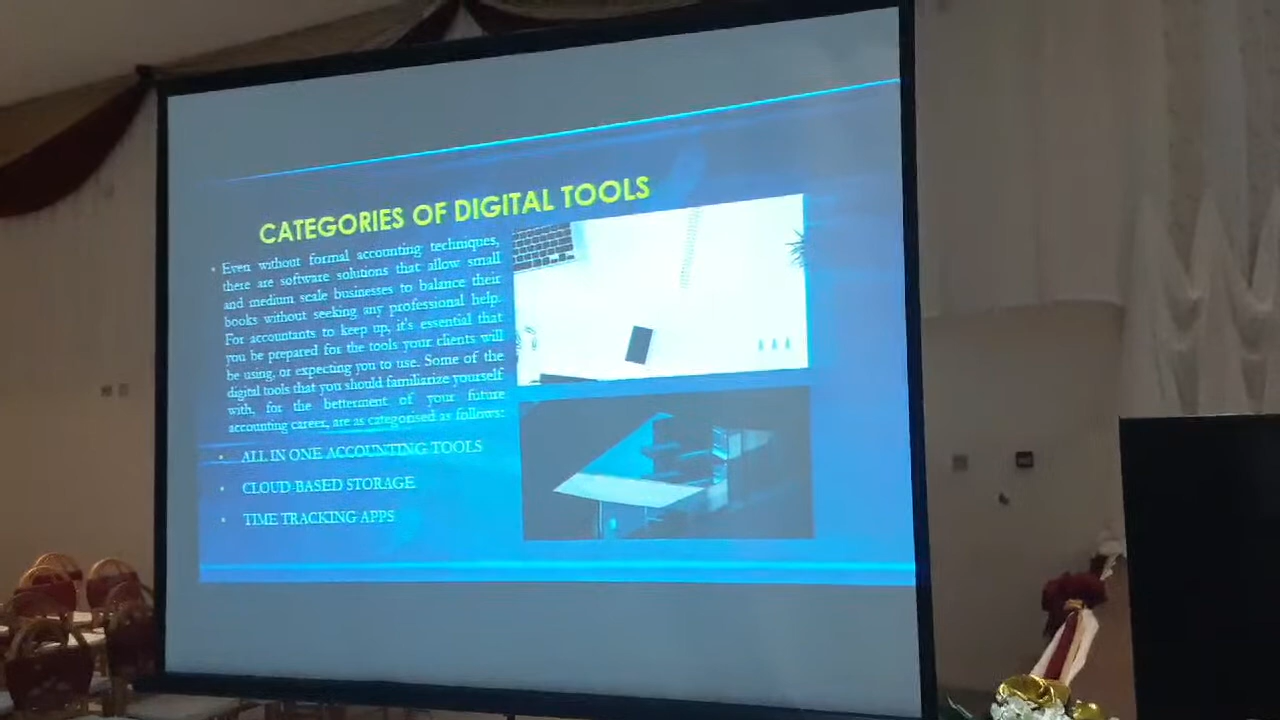 CATEGORIES OF DIGITAL TOOLS
• Even without formal accounting techniques,
there are software solutions that allow small
and medium scale businesses to balance their
books without seeking any professional help.
For accountants to keep up, it's essential that
you be prepared for the tools your clients will
be using, or expecting you to use. Some of the
digital tools that you should familiarize yourself
with, for the betterment of your future
accounting career, are as categorised as follows:
• ALL IN ONE ACCOUNTING TOOLS
• CLOUD-BASED STORAGE
• TIME TRACKING APPS